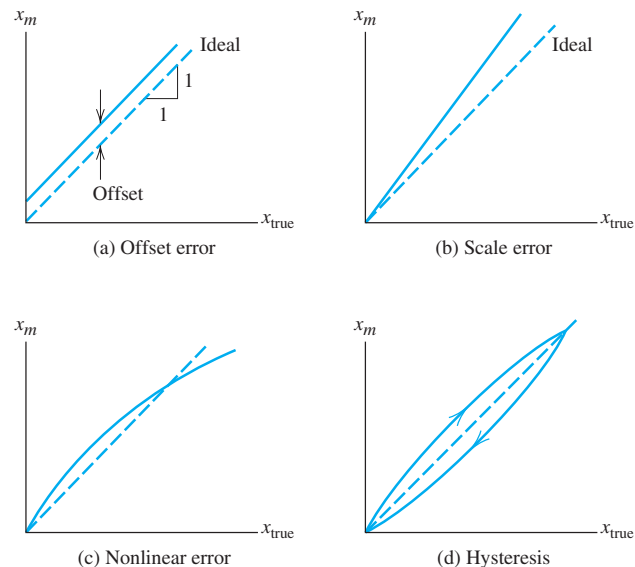 x_m
Ideal
1
1
Offset
x_true
(a) Offset error
x_m
Ideal
x_true
(b) Scale error
x_m
x_true
(c) Nonlinear error
x_m
x_true
(d) Hysteresis